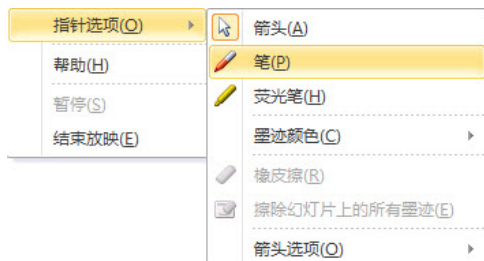 指针选项(O)
帮助(H)
暂停(S)
结束放映(E)
箭头(A)
笔(P)
荧光笔(H)
墨迹颜色(C)
橡皮擦(R)
擦除幻灯片上的所有墨迹(E)
箭头选项(O)